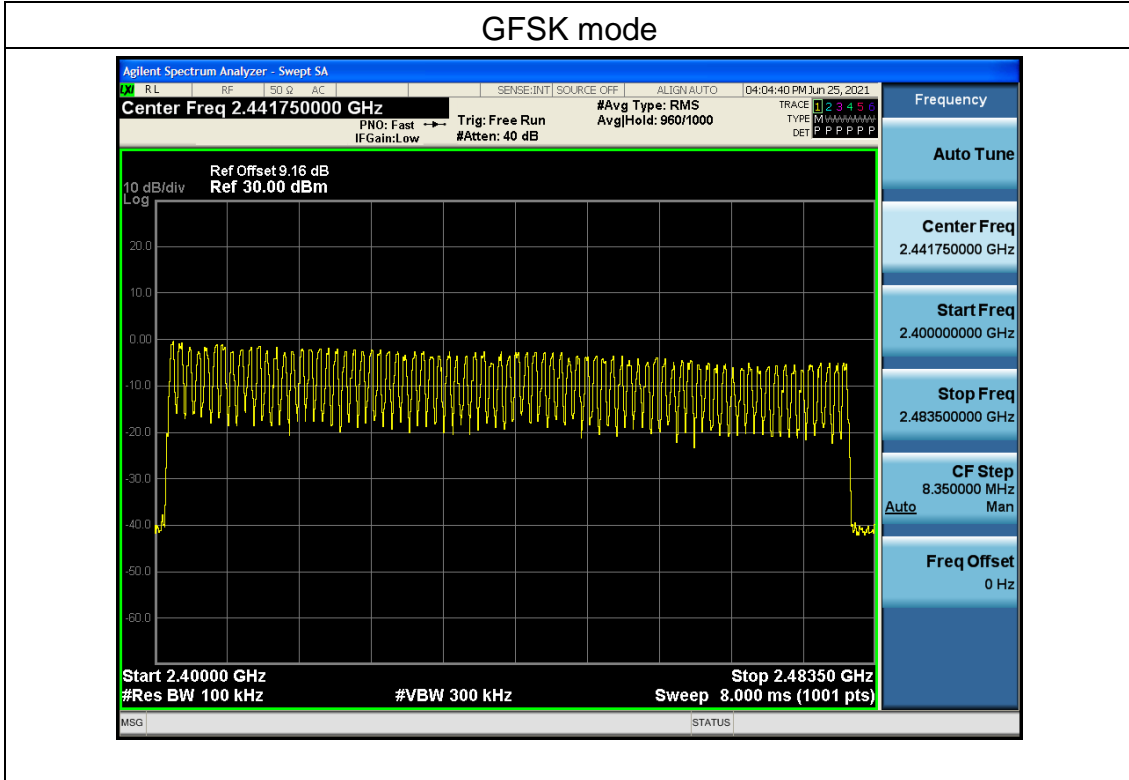 GFSK mode
Agilent Spectrum Analyzer - Swept SA
LXI RL RF 50 Ω AC SENSE:INT SOURCE OFF ALIGN AUTO 04:04:40 PM Jun 25, 2021
Center Freq 2.441750000 GHz
PNO: Fast
IFGain:Low
Trig: Free Run
#Atten: 40 dB
#Avg Type: RMS
Avg|Hold: 960/1000
TRACE 1 2 3 4 5 6
TYPE M
DET P P P P P P
Ref Offset 9.16 dB
10 dB/div Ref 30.00 dBm
Log
20.0
10.0
0.00
-10.0
-20.0
-30.0
-40.0
-50.0
-60.0
Start 2.40000 GHz Stop 2.48350 GHz
#Res BW 100 kHz #VBW 300 kHz Sweep 8.000 ms (1001 pts)
MSG STATUS
Frequency
Auto Tune
Center Freq
2.441750000 GHz
Start Freq
2.400000000 GHz
Stop Freq
2.483500000 GHz
CF Step
8.350000 MHz
Auto Man
Freq Offset
0 Hz